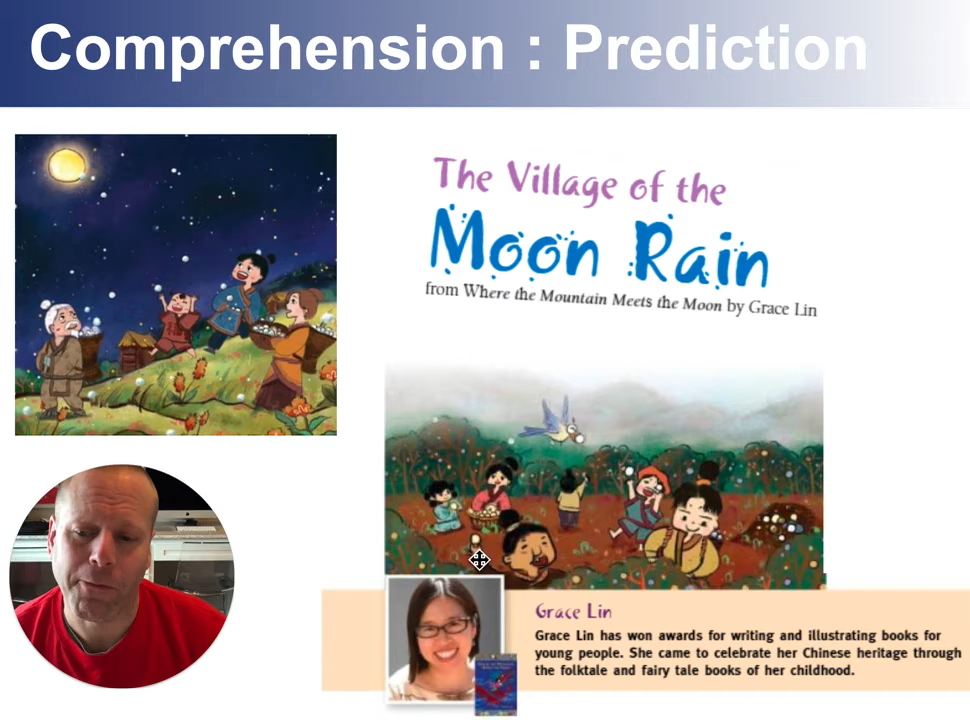 Comprehension : Prediction
The Village of the
Moon Rain
from Where the Mountain Meets the Moon by Grace Lin
Grace Lin
Grace Lin has won awards for writing and illustrating books for
young people. She came to celebrate her Chinese heritage through
the folktale and fairy tale books of her childhood.